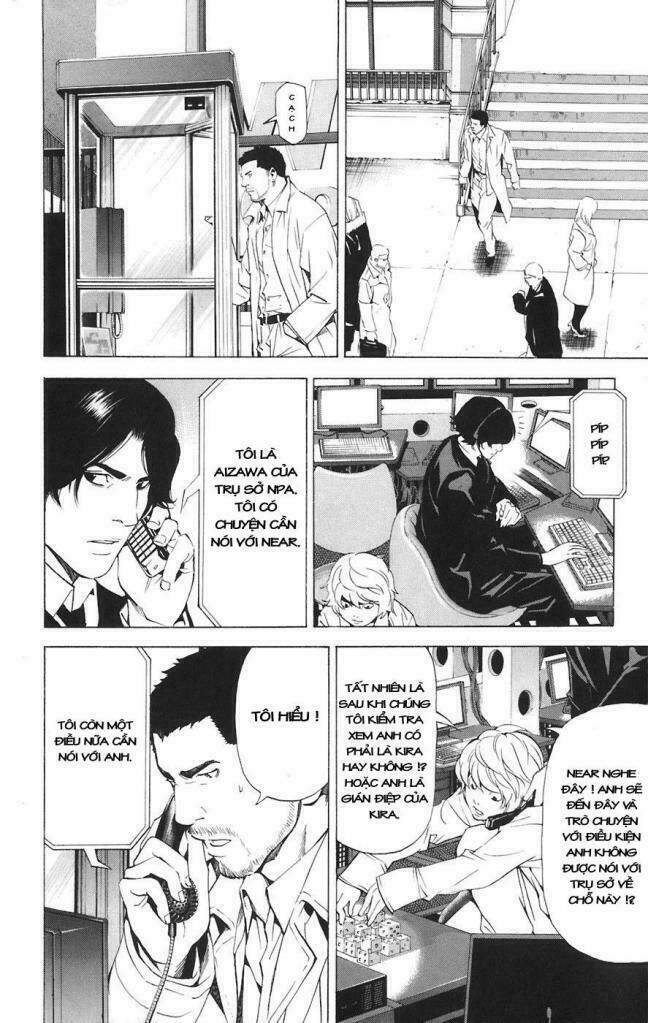 CẠCH
PÍP
PÍP
PÍP?
TÔI LÀ
AIZAWA CỦA
TRỤ SỞ NPA.
TÔI CÓ
CHUYỆN CẦN
NÓI VỚI NEAR.
NEAR NGHE
ĐÂY ! ANH SẼ
ĐẾN ĐÂY VÀ
TRÒ CHUYỆN
VỚI ĐIỀU KIỆN
ANH KHÔNG
ĐƯỢC NÓI VỚI
TRỤ SỞ VỀ
CHỖ NÀY !?
TẤT NHIÊN LÀ
SAU KHI CHÚNG
TÔI KIỂM TRA
XEM ANH CÓ
PHẢI LÀ KIRA
HAY KHÔNG !?
HOẶC ANH LÀ
GIÁN ĐIỆP CỦA
KIRA.
TÔI HIỂU !
TÔI CÒN MỘT
ĐIỀU NỮA CẦN
NÓI VỚI ANH.